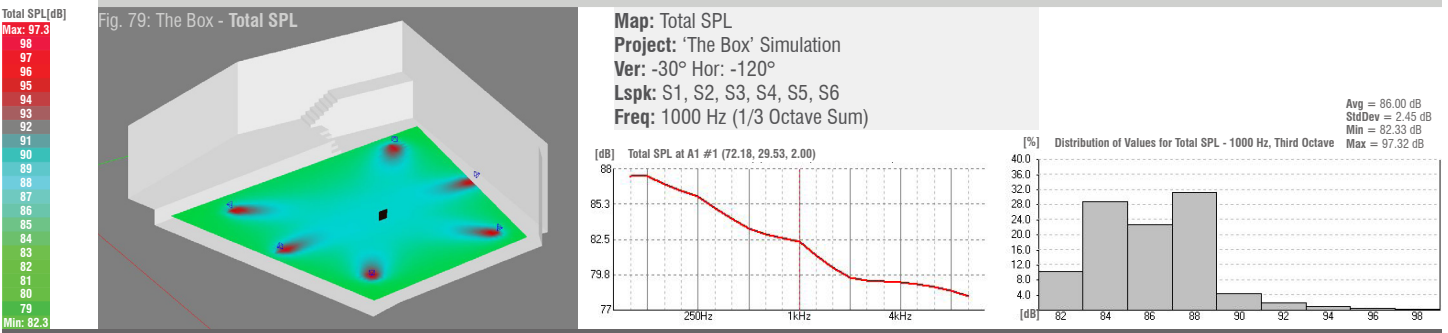 Total SPL[dB]
Max: 97.3
98
97
96
95
94
93
92
91
90
89
88
87
86
85
84
83
82
81
80
79
Min: 82.3
Fig. 79: The Box - Total SPL
Map: Total SPL
Project: ‘The Box’ Simulation
Ver: -30° Hor: -120°
Lspk: S1, S2, S3, S4, S5, S6
Freq: 1000 Hz (1/3 Octave Sum)
[dB] Total SPL at A1 #1 (72.18, 29.53, 2.00)
88
85.3
82.5
79.8
77
250Hz 1kHz 4kHz
Avg = 86.00 dB
StdDev = 2.45 dB
Min = 82.33 dB
Max = 97.32 dB
[%] Distribution of Values for Total SPL - 1000 Hz, Third Octave
40.0
36.0
32.0
28.0
24.0
20.0
16.0
12.0
8.0
4.0
[dB] 82 84 86 88 90 92 94 96 98